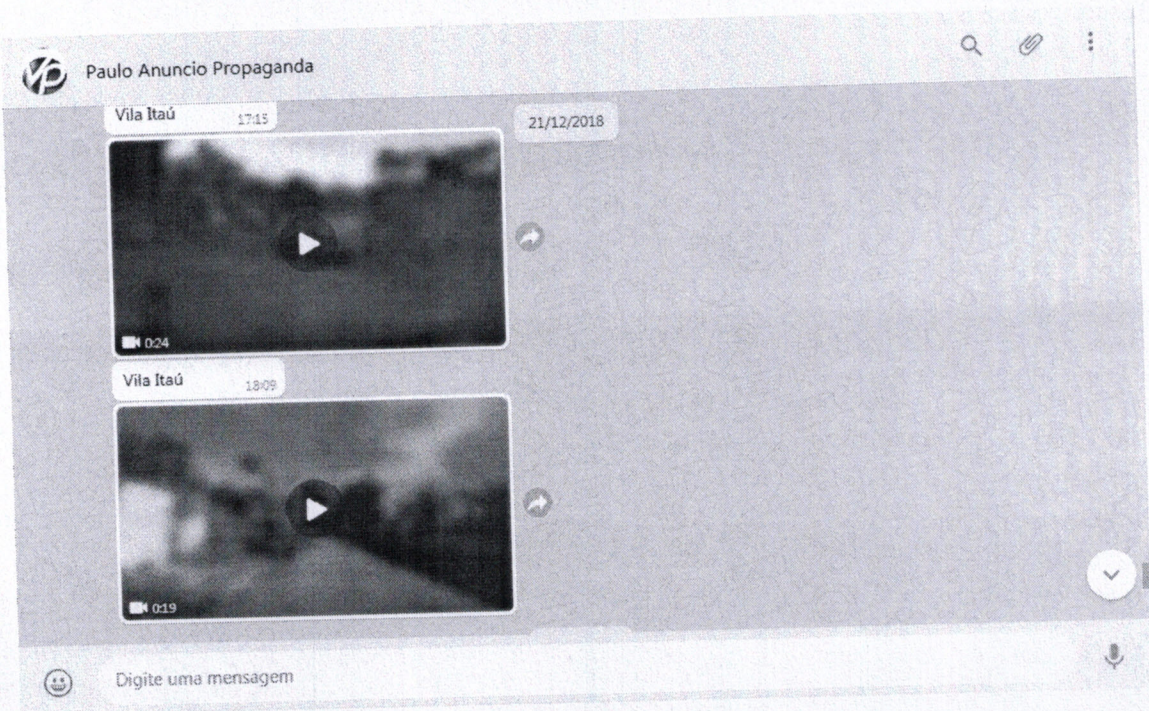 VP
Paulo Anuncio Propaganda
Vila Itaú
17:15
21/12/2018
0:24
Vila Itaú
18:09
0:19
Digite uma mensagem